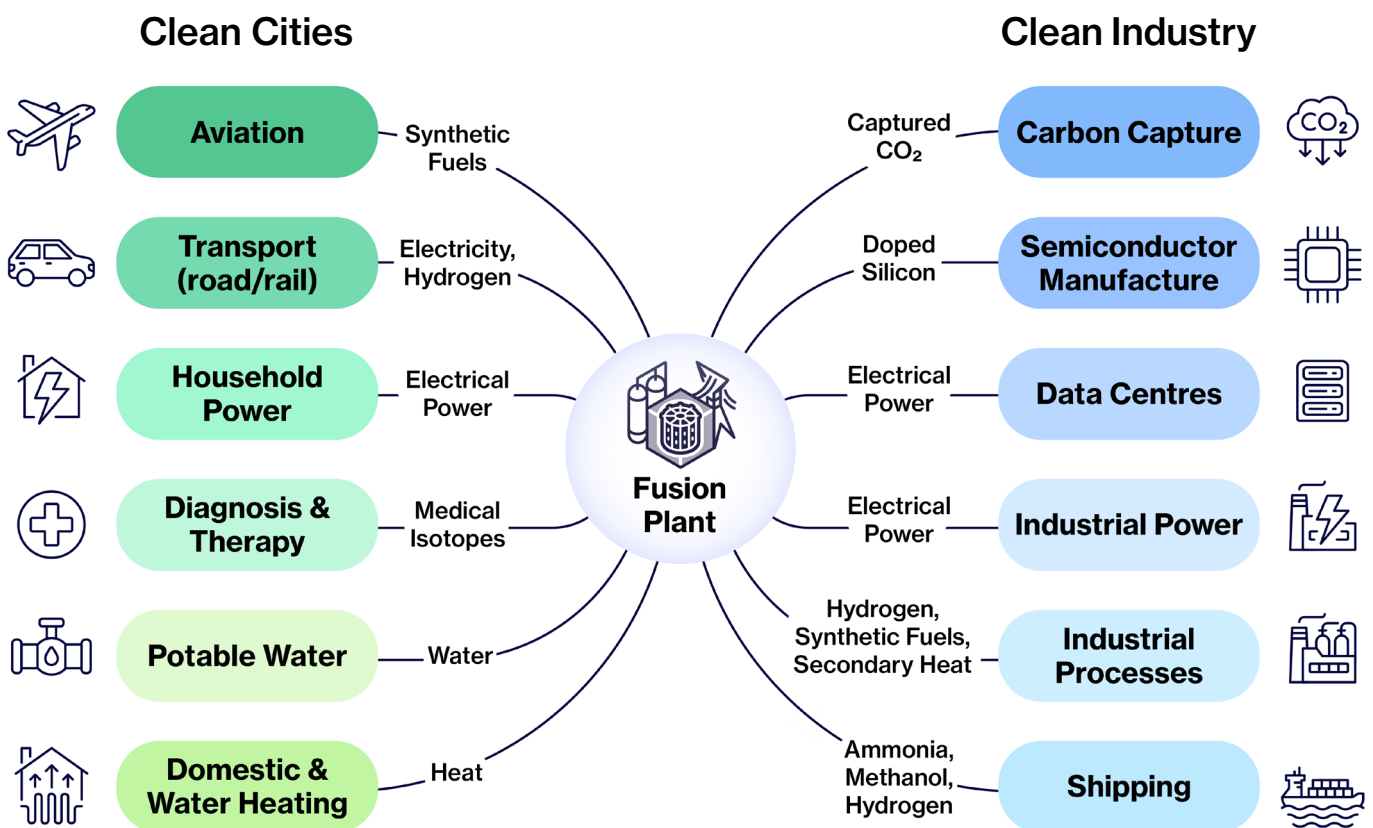 Clean Cities
Clean Industry
Aviation
Synthetic
Fuels
Transport
(road/rail)
Electricity,
Hydrogen
Household
Power
Electrical
Power
Diagnosis &
Therapy
Medical
Isotopes
Potable Water
Water
Domestic &
Water Heating
Heat
Fusion
Plant
Captured
CO₂
Carbon Capture
CO₂
Doped
Silicon
Semiconductor
Manufacture
Electrical
Power
Data Centres
Electrical
Power
Industrial Power
Hydrogen,
Synthetic Fuels,
Secondary Heat
Industrial
Processes
Ammonia,
Methanol,
Hydrogen
Shipping